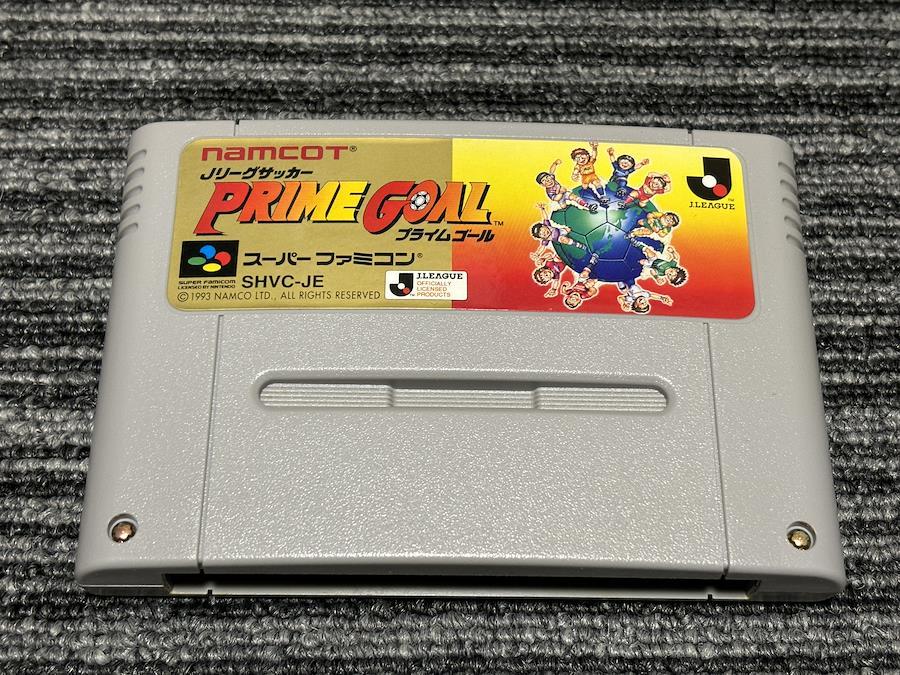 namcoT®
Jリーグサッカー
PRIME GOAL™
プライムゴール
スーパーファミコン®
SUPER FAMICOM
LICENSED BY NINTENDO
SHVC-JE
J.LEAGUE
OFFICIALLY
LICENSED
PRODUCTS
©1993 NAMCO LTD., ALL RIGHTS RESERVED
J
™
J.LEAGUE